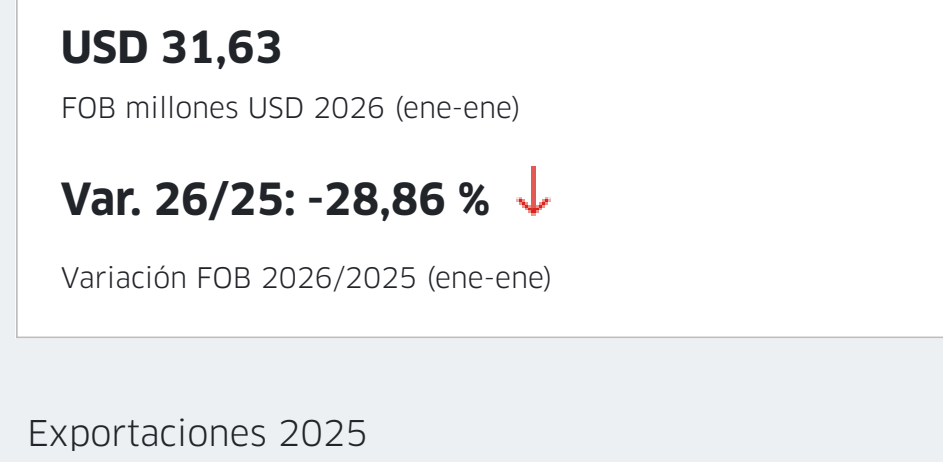 USD 31,63
FOB millones USD 2026 (ene-ene)
Var. 26/25: -28,86 %
Variación FOB 2026/2025 (ene-ene)
Exportaciones 2025